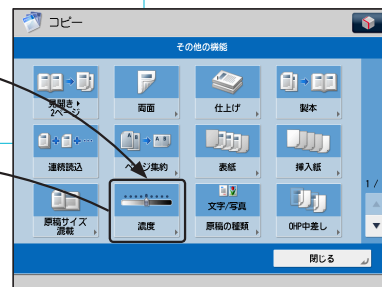 コピー
その他の機能
見開き▸
2ページ
両面
仕上げ
製本
連続読込
ページ集約
表紙
挿入紙
原稿サイズ
混載
濃度
文字/写真
原稿の種類
OHP中差し
1/
閉じる